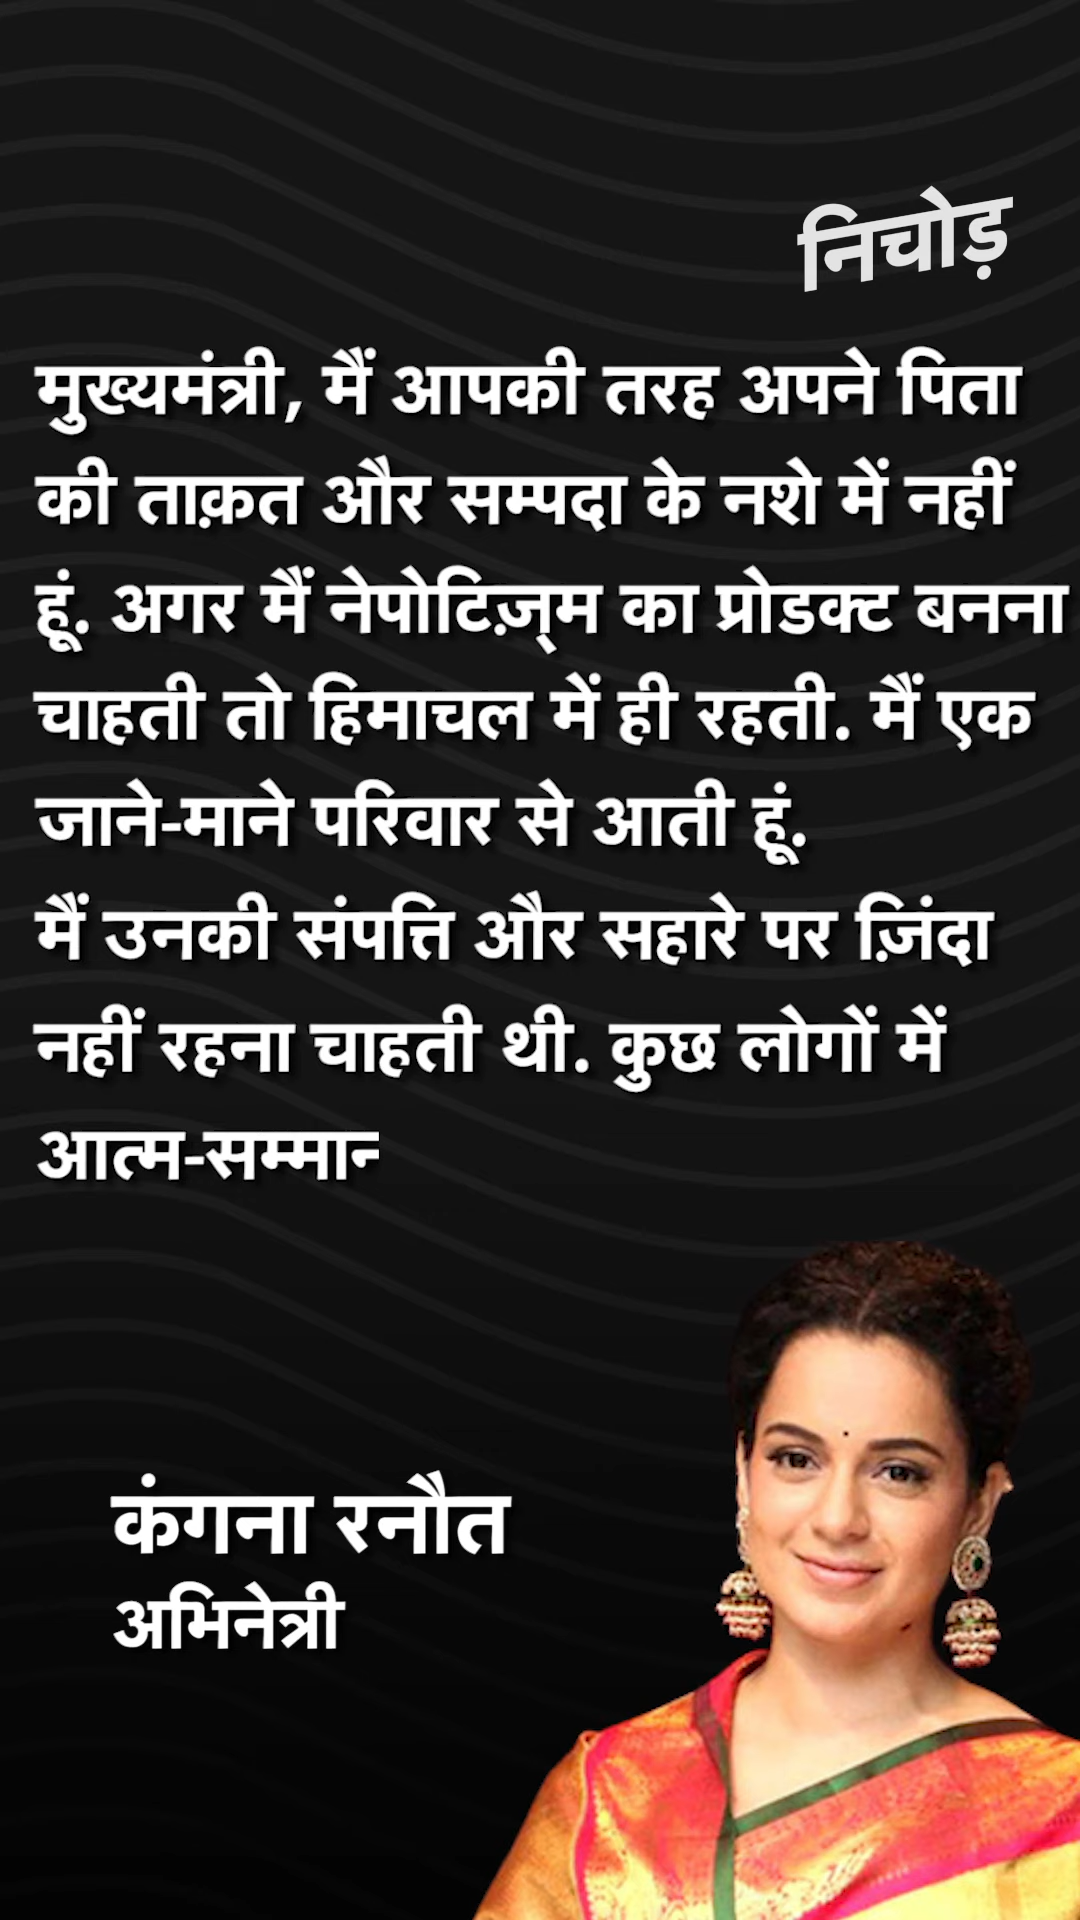 निचोड़
मुख्यमंत्री, मैं आपकी तरह अपने पिता
की ताक़त और सम्पदा के नशे में नहीं
हूं. अगर मैं नेपोटिज़्म का प्रोडक्ट बनना
चाहती तो हिमाचल में ही रहती. मैं एक
जाने-माने परिवार से आती हूं.
मैं उनकी संपत्ति और सहारे पर ज़िंदा
नहीं रहना चाहती थी. कुछ लोगों में
आत्म-सम्मान
कंगना रनौत
अभिनेत्री